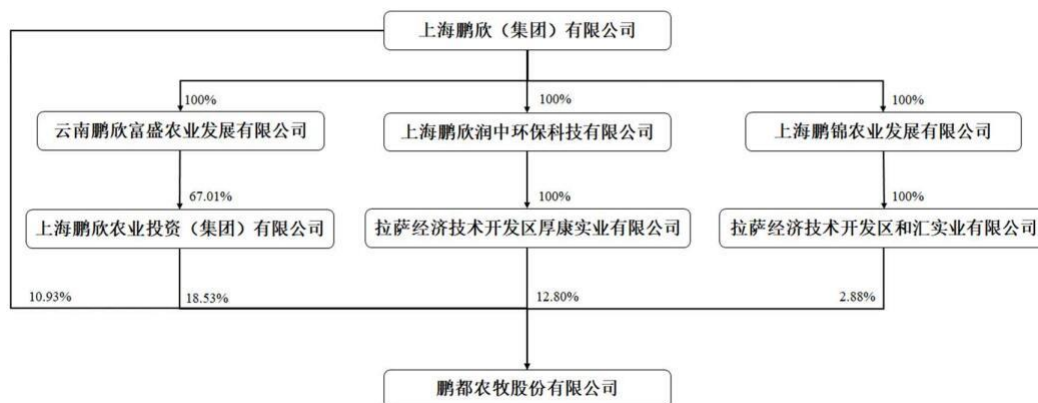 上海鹏欣（集团）有限公司
100%
100%
100%
云南鹏欣富盛农业发展有限公司
上海鹏欣润中环保科技有限公司
上海鹏锦农业发展有限公司
67.01%
100%
100%
上海鹏欣农业投资（集团）有限公司
拉萨经济技术开发区厚康实业有限公司
拉萨经济技术开发区和汇实业有限公司
10.93%
18.53%
12.80%
2.88%
鹏都农牧股份有限公司